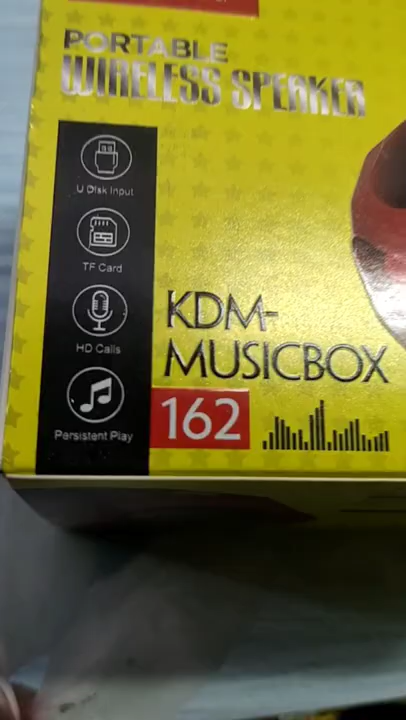 PORTABLE
WIRELESS SPEAKER
U Disk Input
TF Card
HD Calls
Persistent Play
KDM-
MUSICBOX
162